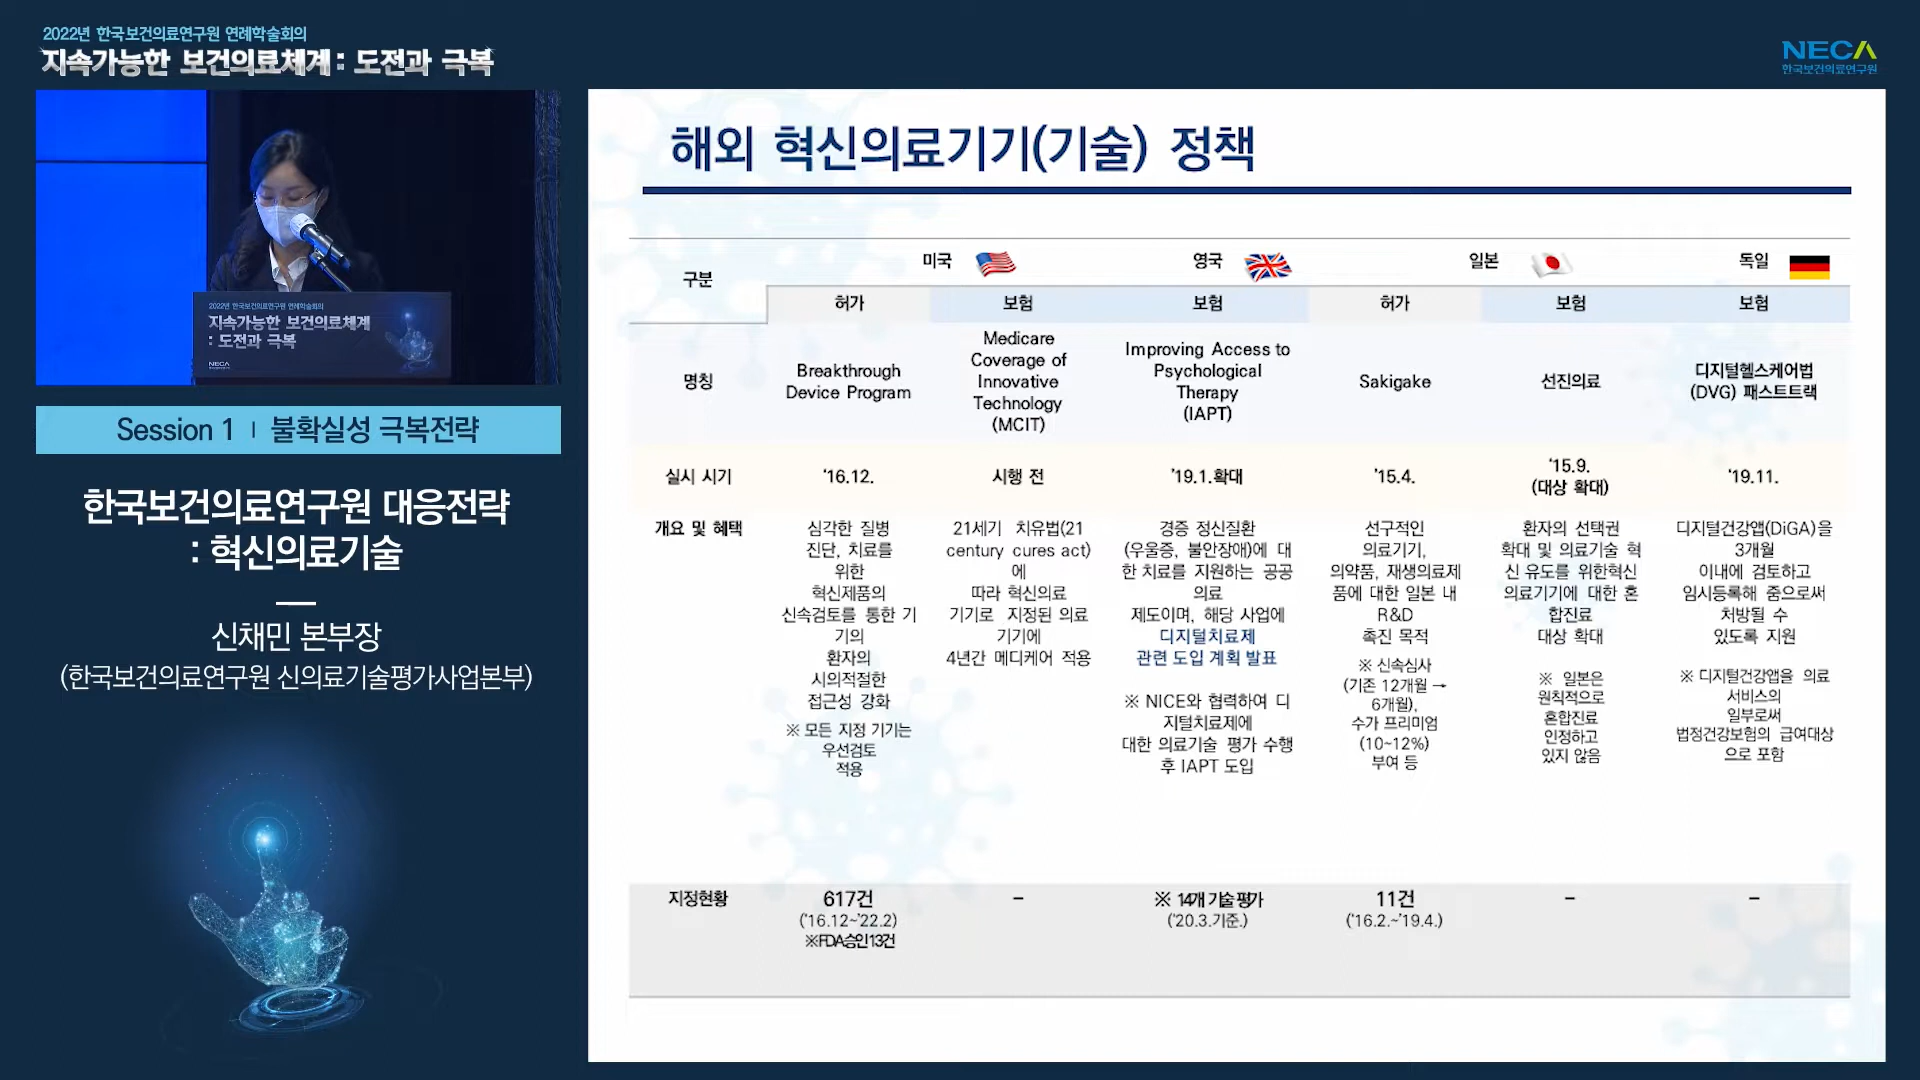 2022년 한국보건의료연구원 연례학술회의
지속가능한 보건의료체계 : 도전과 극복
NECA
한국보건의료연구원
2022년 한국보건의료연구원 연례학술회의
지속가능한 보건의료체계
: 도전과 극복
NECA
Session 1 | 불확실성 극복전략
한국보건의료연구원 대응전략
: 혁신의료기술
신채민 본부장
(한국보건의료연구원 신의료기술평가사업본부)
해외 혁신의료기기(기술) 정책
구분
미국
영국
일본
독일
허가
보험
보험
허가
보험
보험
명칭
Breakthrough
Device Program
Medicare
Coverage of
Innovative
Technology
(MCIT)
Improving Access to
Psychological
Therapy
(IAPT)
Sakigake
선진의료
디지털헬스케어법
(DVG) 패스트트랙
실시 시기
‘16.12.
시행 전
’19.1.확대
‘15.4.
‘15.9.
(대상 확대)
‘19.11.
개요 및 혜택
심각한 질병
진단, 치료를
위한
혁신제품의
신속검토를 통한 기
기의
환자의
시의적절한
접근성 강화
※ 모든 지정 기기는
우선검토
적용
21세기 치유법(21
century cures act)
에
따라 혁신의료
기기로 지정된 의료
기기에
4년간 메디케어 적용
경증 정신질환
(우울증, 불안장애)에 대
한 치료를 지원하는 공공
의료
제도이며, 해당 사업에
디지털치료제
관련 도입 계획 발표
※ NICE와 협력하여 디
지털치료제에
대한 의료기술 평가 수행
후 IAPT 도입
선구적인
의료기기,
의약품, 재생의료제
품에 대한 일본 내
R&D
촉진 목적
※ 신속심사
(기존 12개월 →
6개월),
수가 프리미엄
(10~12%)
부여 등
환자의 선택권
확대 및 의료기술 혁
신 유도를 위한혁신
의료기기에 대한 혼
합진료
대상 확대
※ 일본은
원칙적으로
혼합진료
인정하고
있지 않음
디지털건강앱(DiGA)을
3개월
이내에 검토하고
임시등록해 줌으로써
처방될 수
있도록 지원
※ 디지털건강앱을 의료
서비스의
일부로써
법정건강보험의 급여대상
으로 포함
지정현황
617건
(‘16.12~’22.2)
※FDA승인13건
–
※ 14개 기술평가
(‘20.3.기준.)
11건
(‘16.2.~’19.4.)
–
–